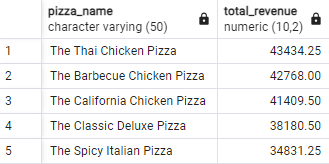 pizza_name total_revenue
character varying (50) numeric (10,2)
1 The Thai Chicken Pizza 43434.25
2 The Barbecue Chicken Pizza 42768.00
3 The California Chicken Pizza 41409.50
4 The Classic Deluxe Pizza 38180.50
5 The Spicy Italian Pizza 34831.25